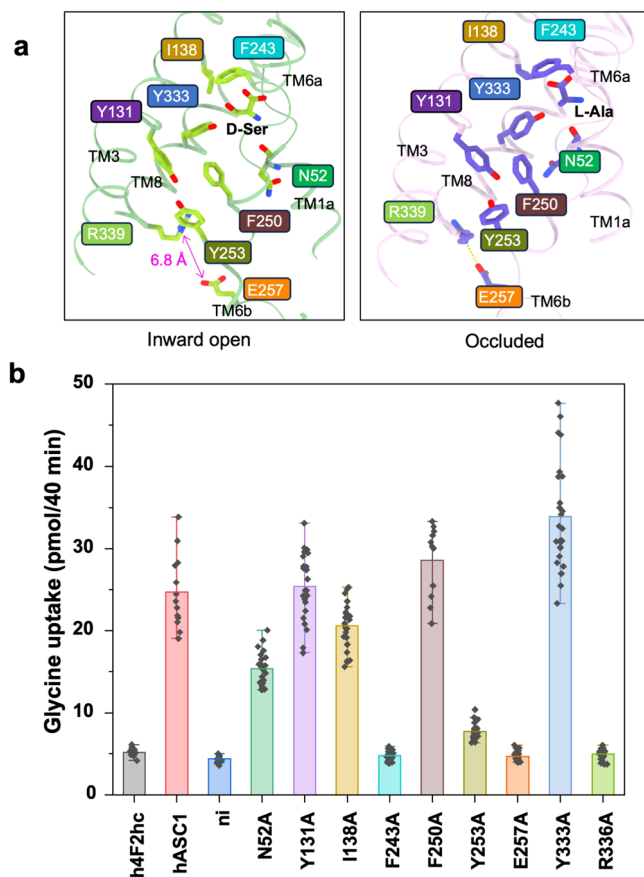 a
I138
F243
Y333
TM6a
Y131
D-Ser
TM3
TM8
N52
TM1a
R339
F250
Y253
6.8 Å
E257
TM6b
Inward open
I138
F243
TM6a
Y333
Y131
L-Ala
TM3
N52
TM8
R339
F250
TM1a
Y253
E257
TM6b
Occluded
b
Glycine uptake (pmol/40 min)
50
40
30
20
10
0
h4F2hc
hASC1
ni
N52A
Y131A
I138A
F243A
F250A
Y253A
E257A
Y333A
R336A